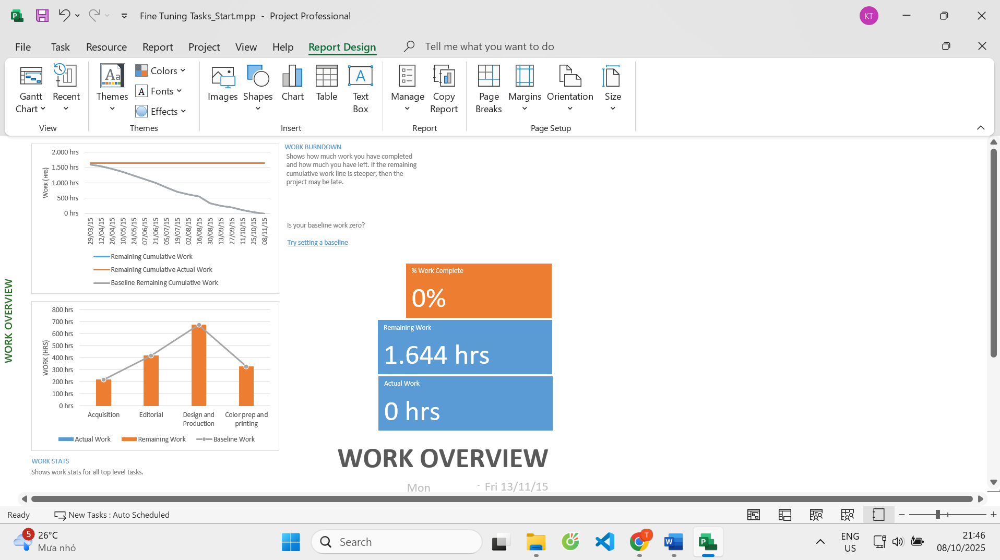 Fine Tuning Tasks_Start.mpp - Project Professional
KT
File Task Resource Report Project View Help Report Design Tell me what you want to do
Gantt Chart
Recent
View
Themes
Colors
Fonts
Effects
Themes
Images
Shapes
Chart
Table
Text Box
Insert
Manage
Copy Report
Report
Page Breaks
Margins
Orientation
Size
Page Setup
WORK OVERVIEW
WORK (HRS)
2.000 hrs
1.500 hrs
1.000 hrs
500 hrs
0 hrs
29/03/15
12/04/15
26/04/15
10/05/15
24/05/15
07/06/15
21/06/15
05/07/15
19/07/15
02/08/15
16/08/15
30/08/15
13/09/15
27/09/15
11/10/15
25/10/15
08/11/15
Remaining Cumulative Work
Remaining Cumulative Actual Work
Baseline Remaining Cumulative Work
WORK BURNDOWN
Shows how much work you have completed
and how much you have left. If the remaining
cumulative work line is steeper, then the
project may be late.
Is your baseline work zero?
Try setting a baseline
WORK (HRS)
800 hrs
700 hrs
600 hrs
500 hrs
400 hrs
300 hrs
200 hrs
100 hrs
0 hrs
Acquisition
Editorial
Design and Production
Color prep and printing
Actual Work Remaining Work Baseline Work
WORK STATS
Shows work stats for all top level tasks.
% Work Complete
0%
Remaining Work
1.644 hrs
Actual Work
0 hrs
WORK OVERVIEW
Mon - Fri 13/11/15
Ready New Tasks : Auto Scheduled
5
26°C
Mưa nhỏ
Search
T
ENG
US
21:46
08/10/2025